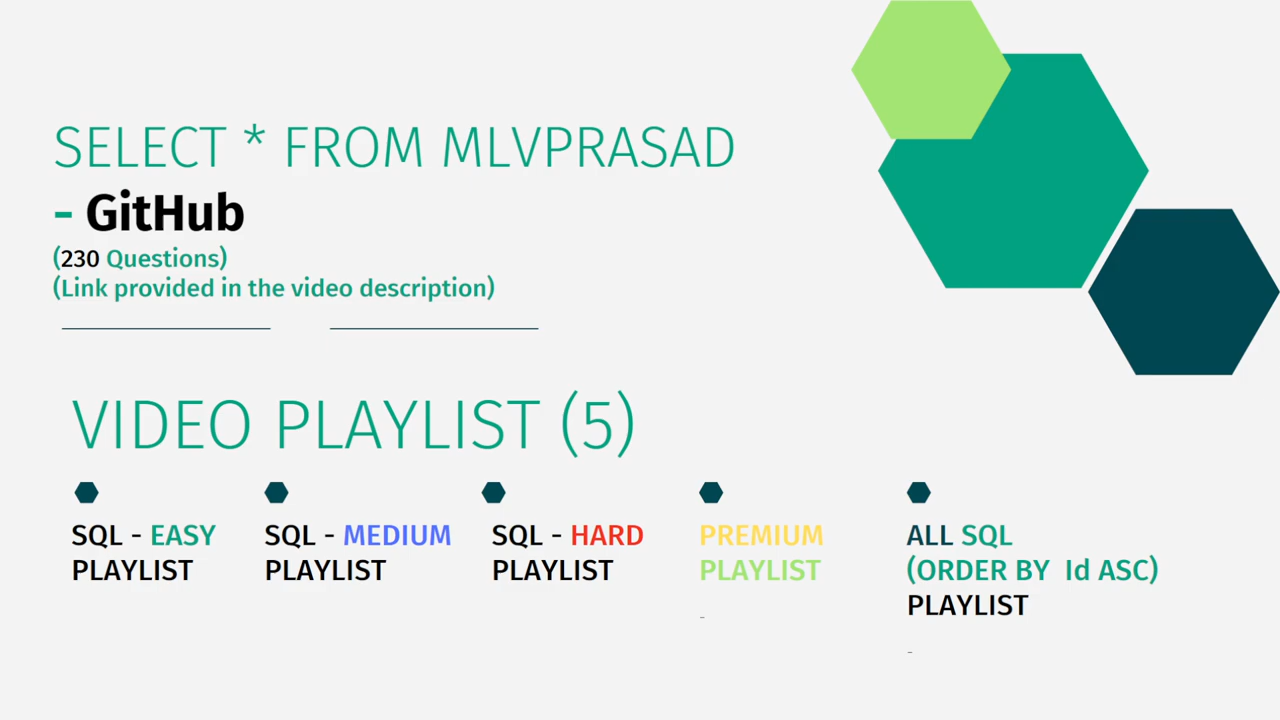 SELECT * FROM MLVPRASAD
- GitHub
(230 Questions)
(Link provided in the video description)
VIDEO PLAYLIST (5)
SQL - EASY
PLAYLIST
SQL - MEDIUM
PLAYLIST
SQL - HARD
PLAYLIST
PREMIUM
PLAYLIST
-
ALL SQL
(ORDER BY Id ASC)
PLAYLIST
-